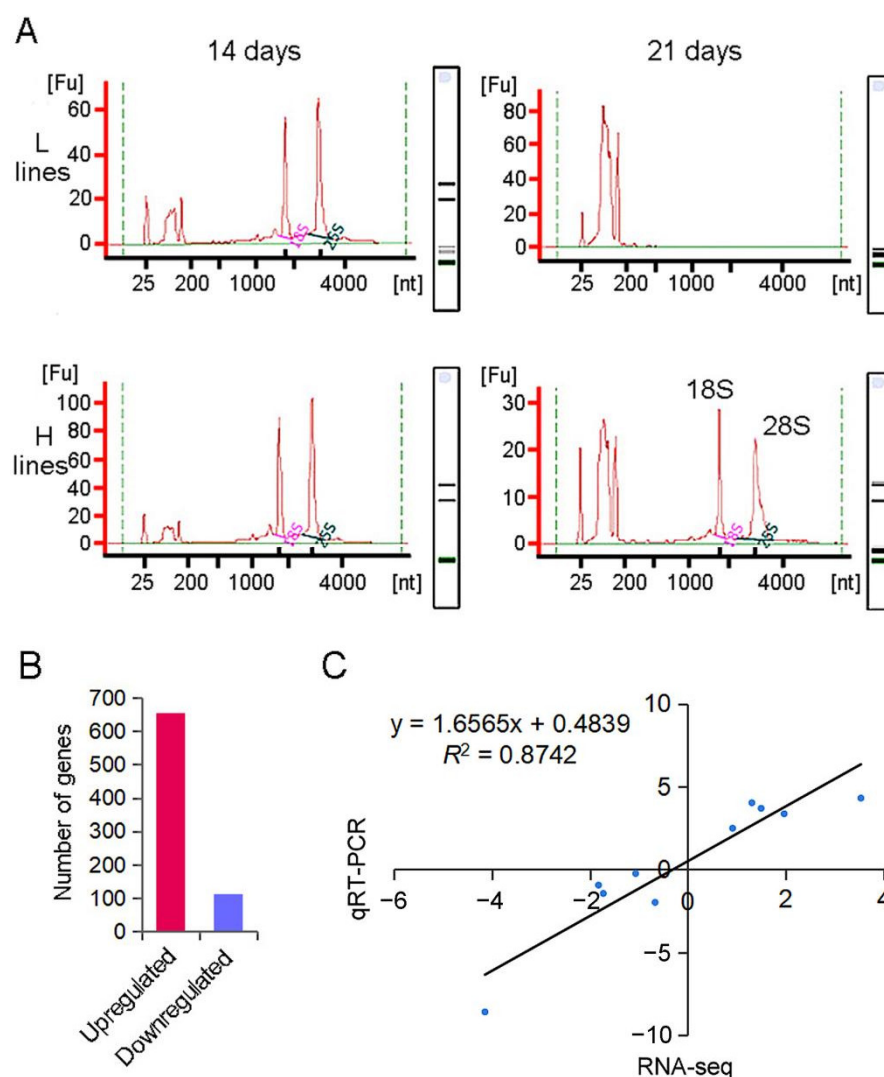 A
14 days
21 days
L lines
[Fu]
60
40
20
0
18S
25S
25
200
1000
4000
[nt]
[Fu]
80
60
40
20
0
25
200
1000
4000
[nt]
H lines
[Fu]
100
80
60
40
20
0
18S
25S
25
200
1000
4000
[nt]
[Fu]
30
20
10
0
18S
28S
18S
25S
25
200
1000
4000
[nt]
B
Number of genes
700
600
500
400
300
200
100
0
Upregulated
Downregulated
C
y = 1.6565x + 0.4839
R² = 0.8742
qRT-PCR
10
5
0
−5
−10
−6
−4
−2
0
2
4
RNA-seq